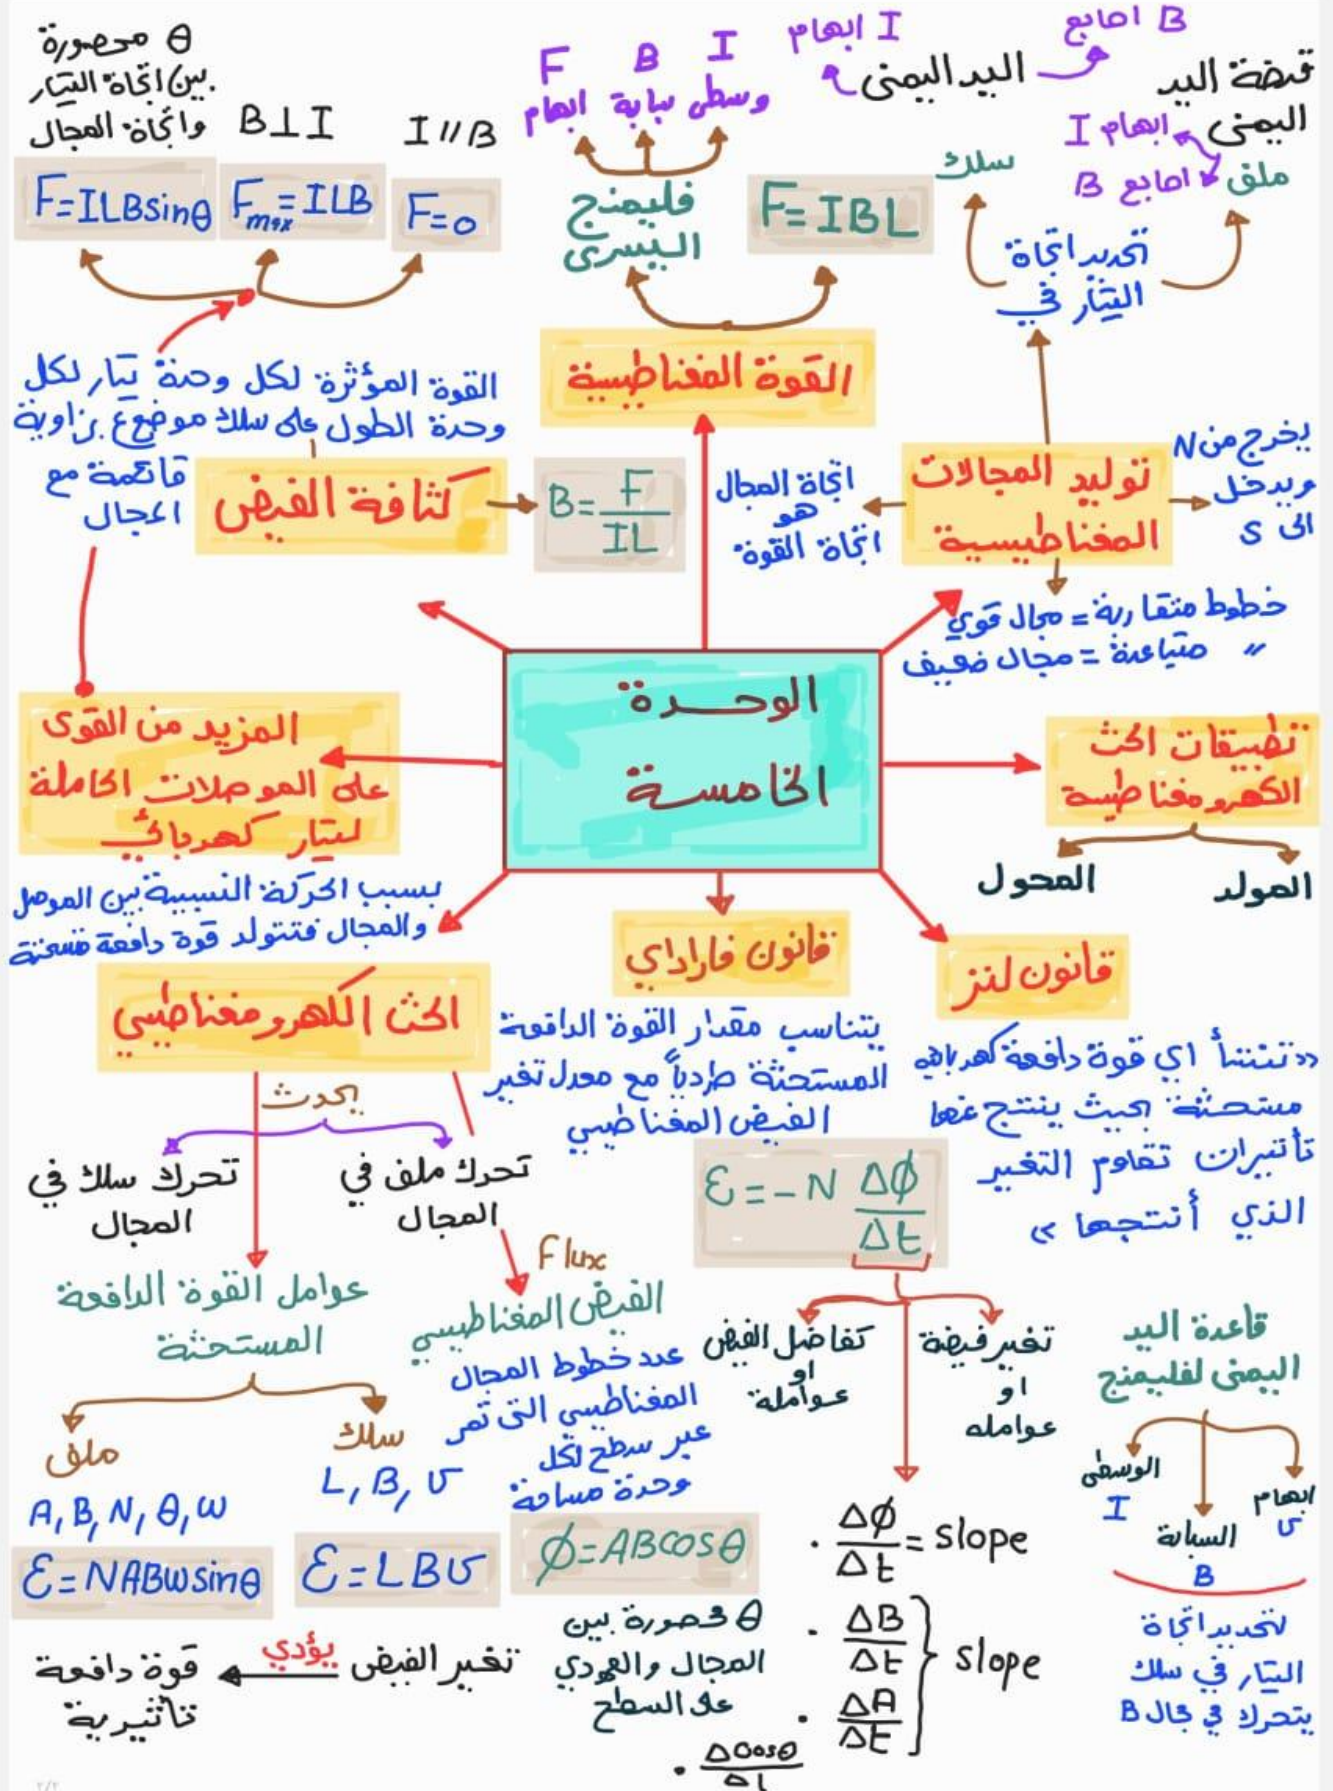 θ محصورة
بين اتجاه التيار
واتجاه المجال
B⊥I
I//B
F=ILBsinθ
Fmax=ILB
F=0
F B I
ابهام سبابة وسطى
فليمنج
اليسرى
F=IBL
القوة المغناطيسية
I ابهام
اليد اليمنى
B اصابع
قبضة اليد
اليمنى
I ابهام
B اصابع
سلك
ملف
تحديد اتجاة
التيار في
القوة المؤثرة لكل وحدة تيار لكل
وحدة الطول على سلك موضوع بزاوية
قائمة مع
المجال
كثافة الفيض
B=F/IL
توليد المجالات
المغناطيسية
اتجاة المجال
هو
اتجاة القوة
يخرج من N
ويدخل
الى S
خطوط متقاربة = مجال قوي
" متباعدة = مجال ضعيف
الوحدة
الخامسة
المزيد من القوى
على الموصلات الحاملة
لتيار كهربائي
تطبيقات الحث
الكهرومغناطيسية
المحول
المولد
بسبب الحركة النسبية بين الموصل
والمجال فتتولد قوة دافعة
الحث الكهرومغناطيسي
يحدث
تحرك سلك في
المجال
تحرك ملف في
المجال
قانون فاراداي
يتناسب مقدار القوة الدافعة
المستحثة طردياً مع معدل تغير
الفيض المغناطيسي
ε=-N ΔΦ/Δt
قانون لنز
"تنشأ اي قوة دافعة كهربائية
مستحثة بحيث ينتج عنها
تأثيرات تقاوم التغير
الذي أنتجها"
عوامل القوة الدافعة
المستحثة
ملف
سلك
A, B, N, θ, ω
L, B, v
ε=NABωsinθ
ε=LBv
Flux
الفيض المغناطيسي
عدد خطوط المجال
المغناطيسي التي تمر
عبر سطح لكل
وحدة مساحة
Φ=ABcosθ
θ محصورة بين
المجال والعمودي
على السطح
تغير الفيض يؤدي قوة دافعة
تأثيرية
تفاضل الفيض
او
عوامله
تغير فيضة
او
عوامله
· ΔΦ/Δt = slope
· ΔB/Δt
· ΔA/Δt
slope
· Δcosθ/Δt
قاعدة اليد
اليمنى لفليمنج
الوسطى
I
السبابة
B
ابهام
v
لتحديد اتجاة
التيار في سلك
يتحرك في مجال B
٢/٢